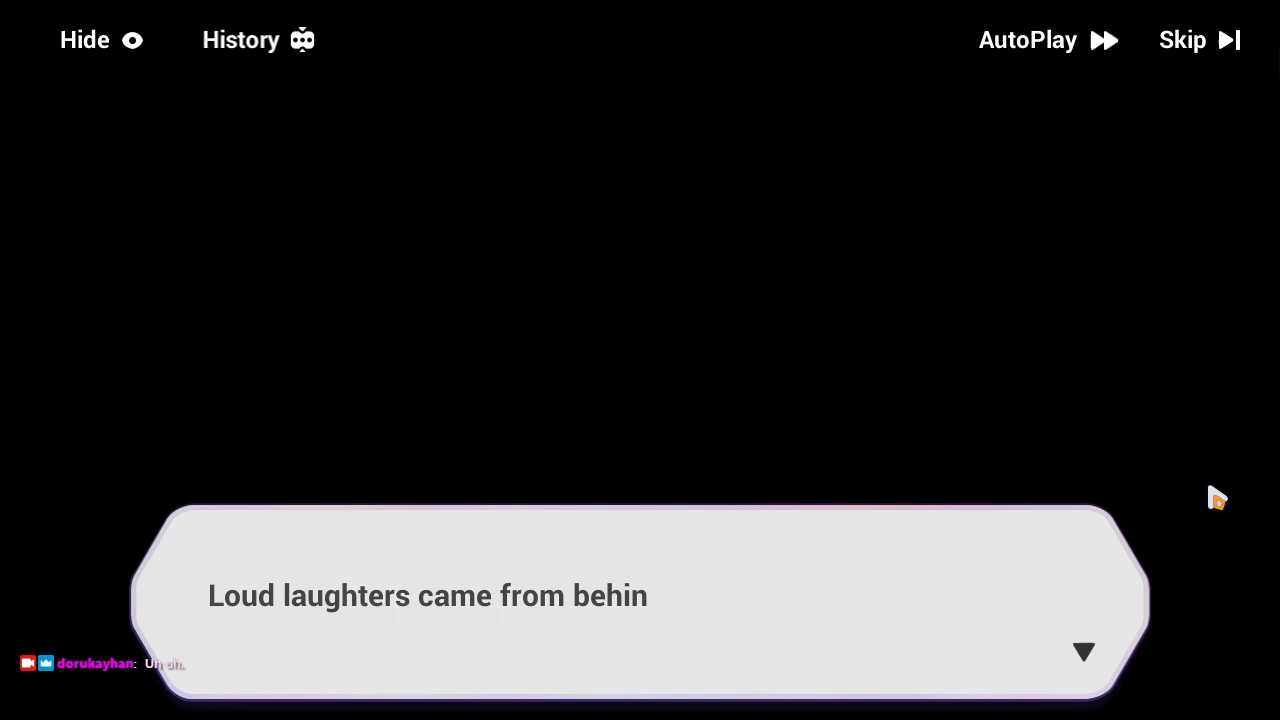 Hide
History
AutoPlay
Skip
Loud laughters came from behin
dorukayhan: Uh oh.